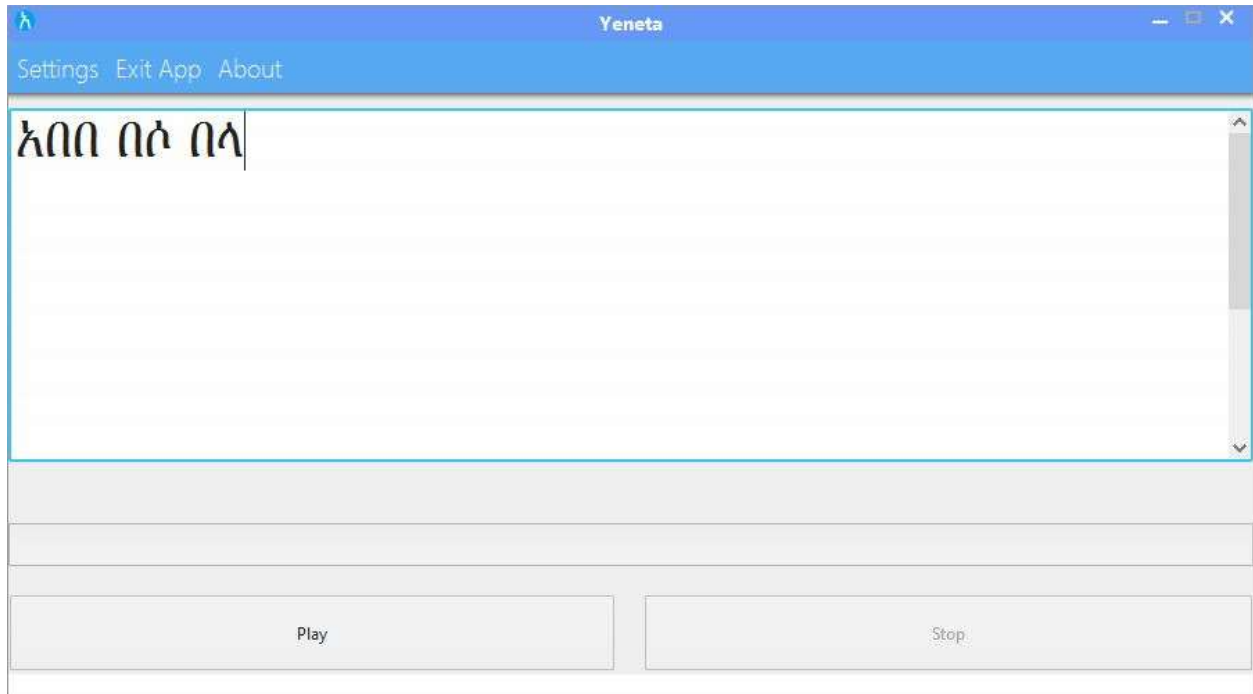 አ
Yeneta
Settings Exit App About
አበበ በሶ በላ
Play Stop